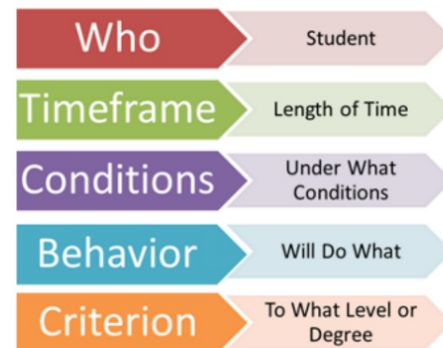 Who
Student
Timeframe
Length of Time
Conditions
Under What
Conditions
Behavior
Will Do What
Criterion
To What Level or
Degree